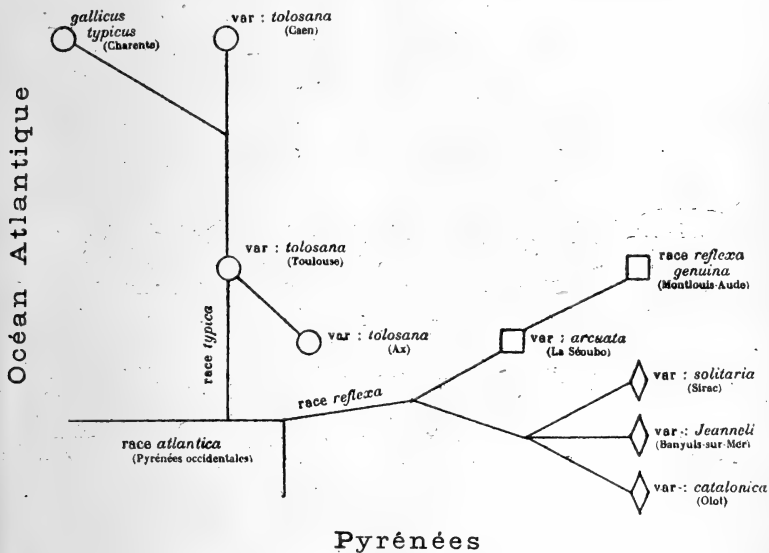 gallicus
typicus
(Charente)
var : tolosana
(Caen)
Océan Atlantique
var : tolosana
(Toulouse)
race reflexa
genuina
(Montlouis-Aude)
race typica
var : tolosana
(Ax)
var : arcuata
(La Séoube)
var : solitaria
(Sirac)
race reflexa
race atlantica
(Pyrénées occidentales)
var : Jeanneli
(Banyuls-sur-Mer)
var : catalonica
(Olot)
Pyrénées